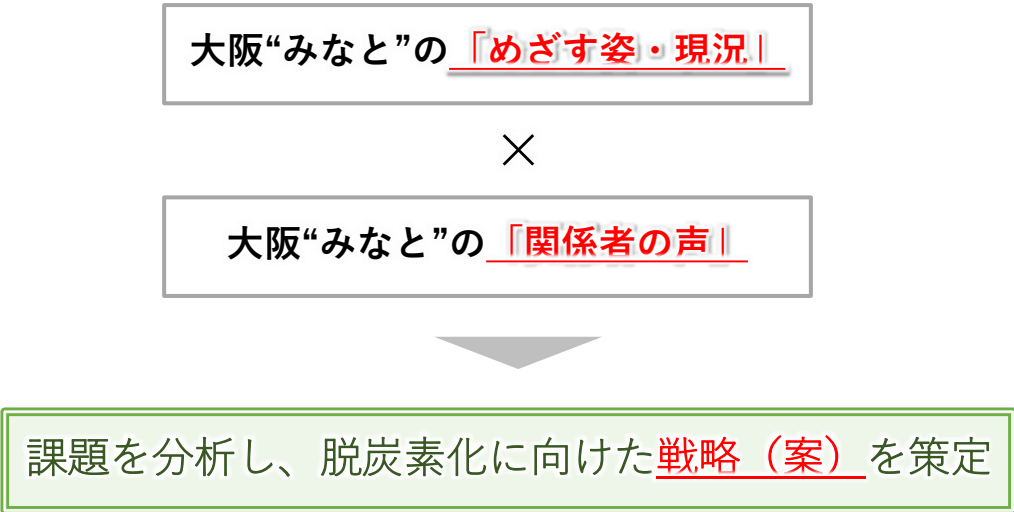 大阪“みなと”の「めざす姿・現況」
×
大阪“みなと”の「関係者の声」
課題を分析し、脱炭素化に向けた戦略（案）を策定